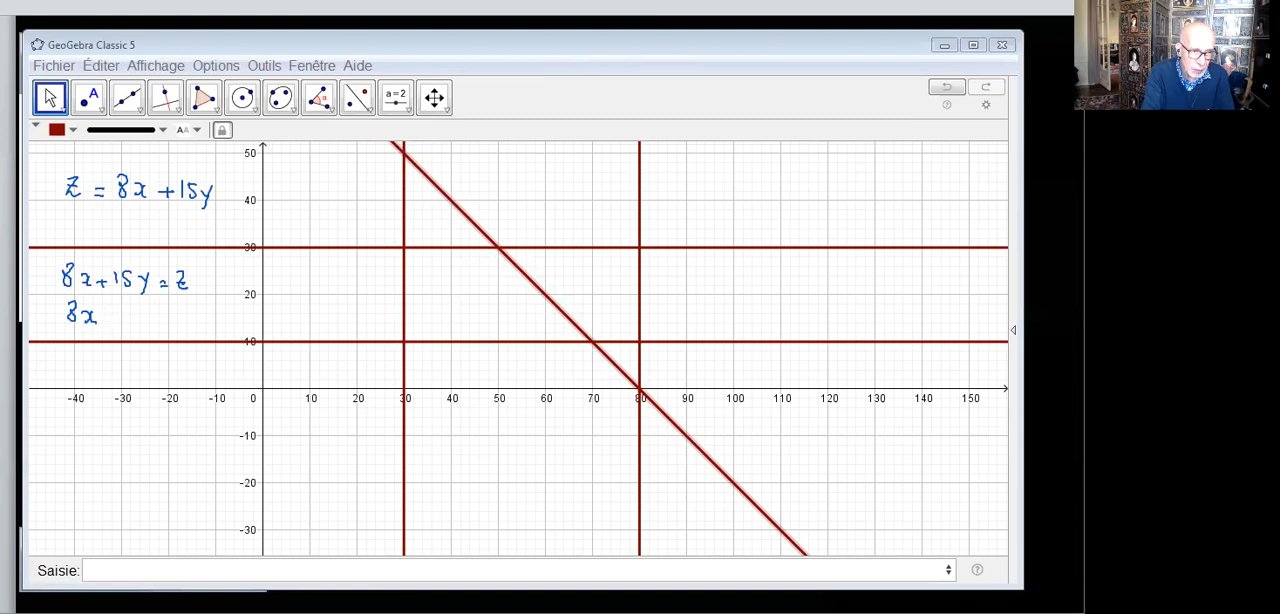 GeoGebra Classic 5
Fichier Éditer Affichage Options Outils Fenêtre Aide
A
a=2
AA
50
z = 8x + 15y
40
30
8x + 15y = z
20
8x
10
-40 -30 -20 -10 0 10 20 30 40 50 60 70 80 90 100 110 120 130 140 150
-10
-20
-30
Saisie: